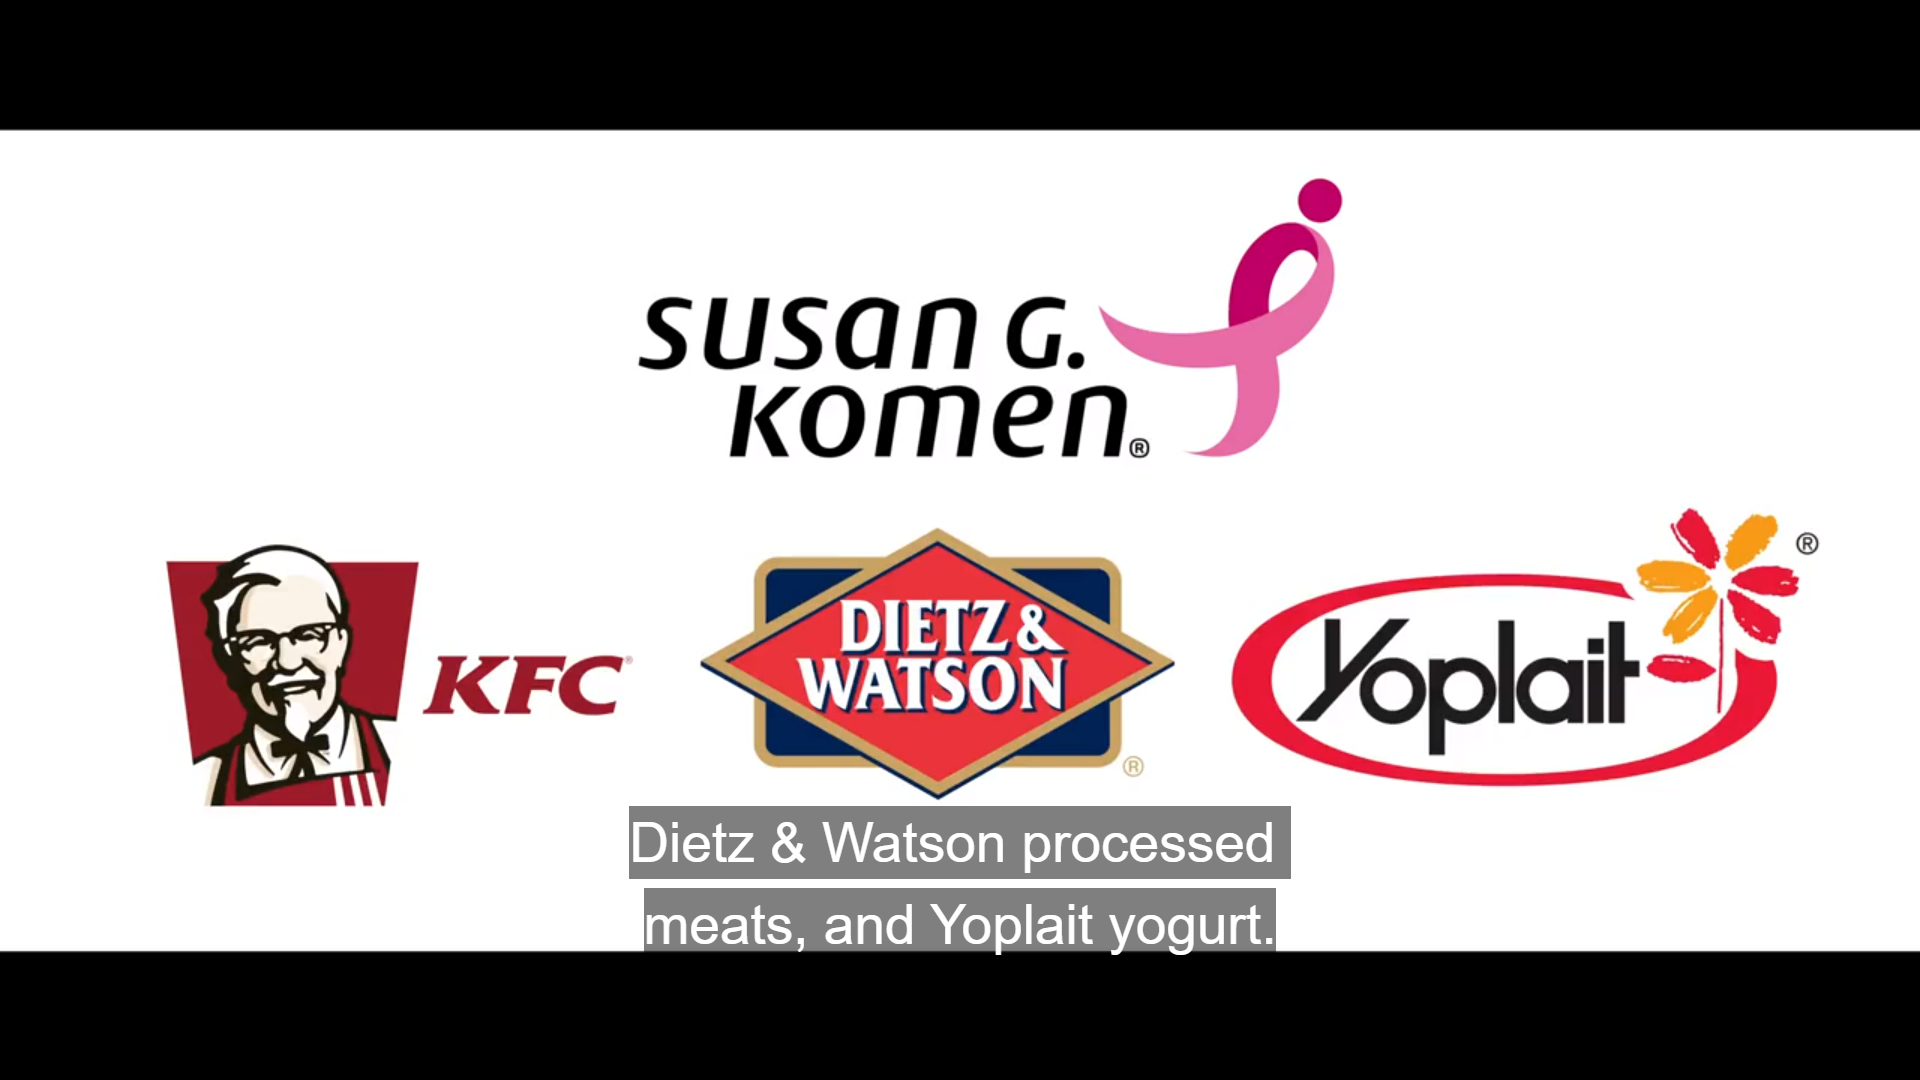 susan G.
komen®
KFC®
DIETZ &
WATSON
®
Yoplait
®
Dietz & Watson processed
meats, and Yoplait yogurt.